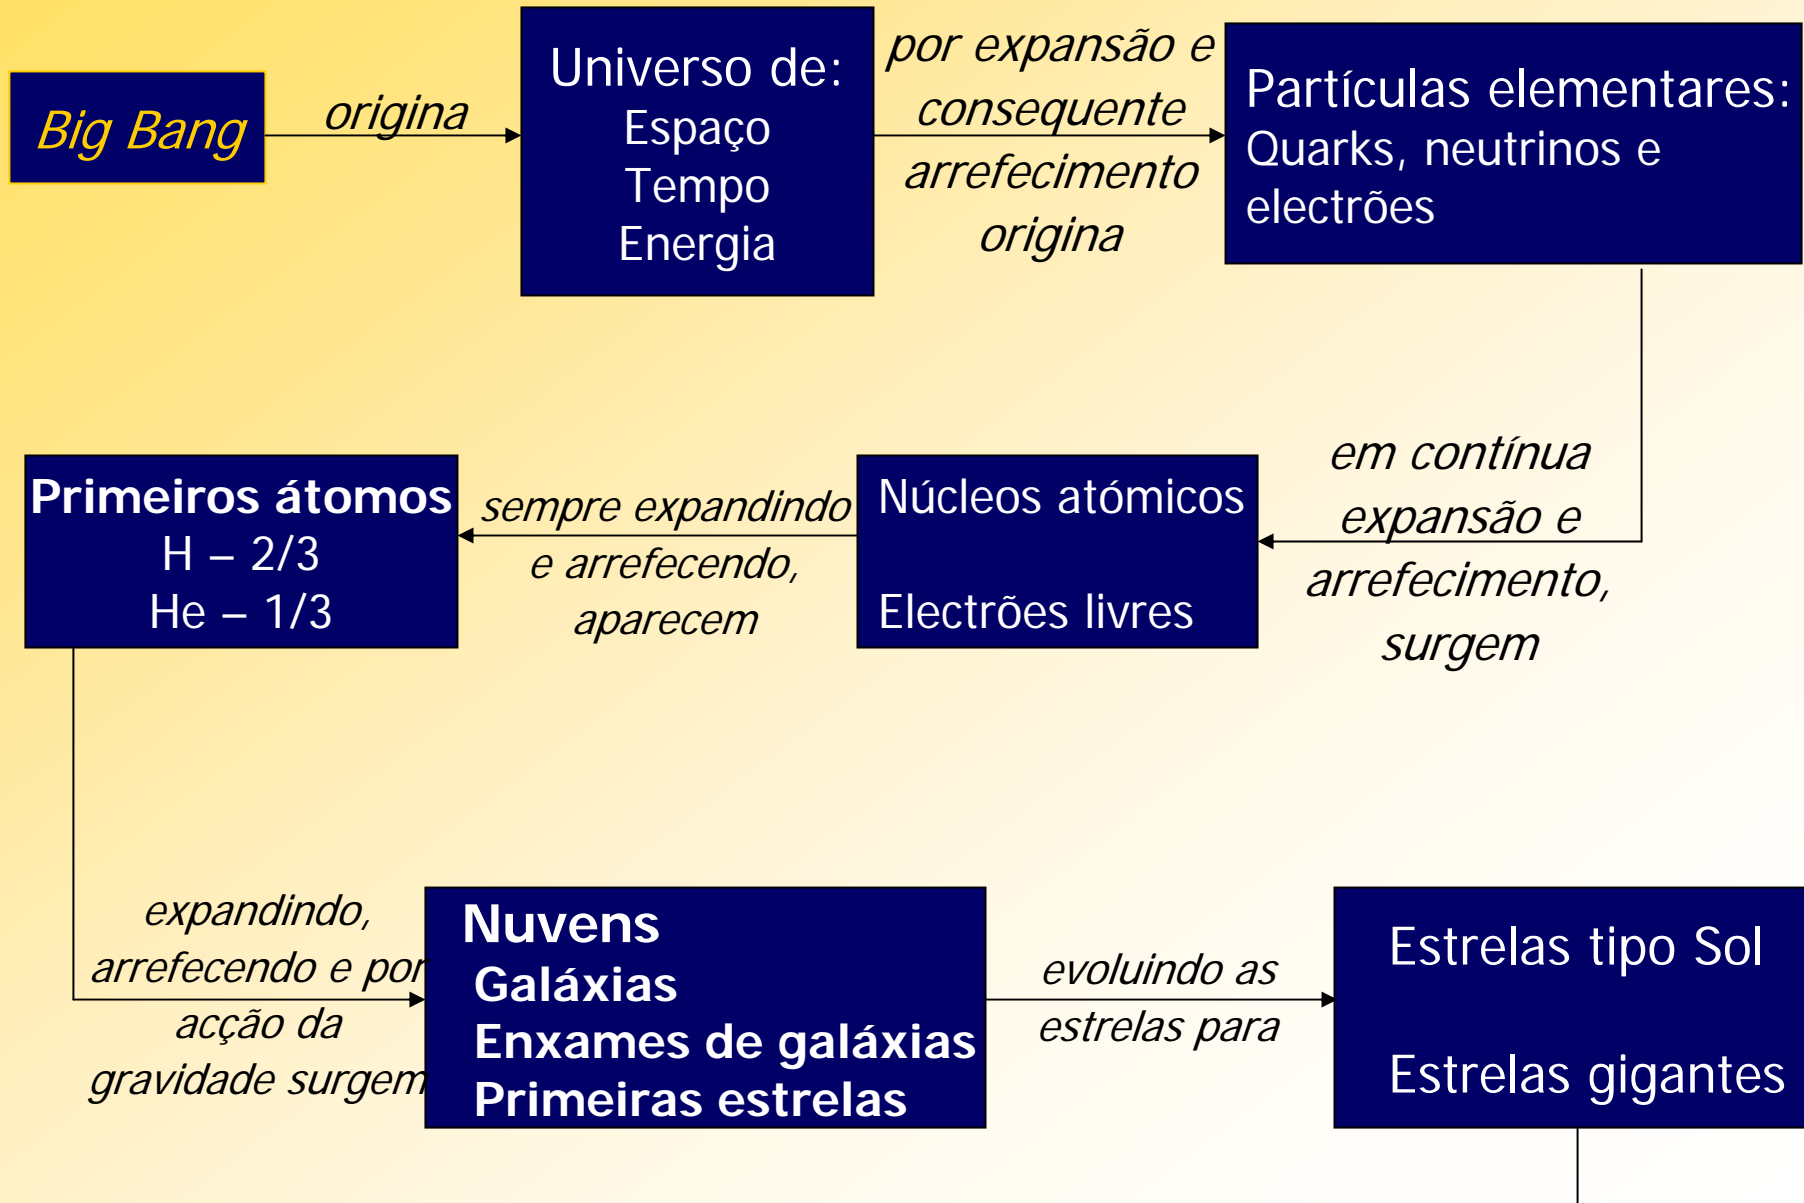 Big Bang
origina
Universo de:
Espaço
Tempo
Energia
por expansão e
consequente
arrefecimento
origina
Partículas elementares:
Quarks, neutrinos e
electrões
em contínua
expansão e
arrefecimento,
surgem
Núcleos atómicos
Electrões livres
sempre expandindo
e arrefecendo,
aparecem
Primeiros átomos
H – 2/3
He – 1/3
expandindo,
arrefecendo e por
acção da
gravidade surgem
Nuvens
Galáxias
Enxames de galáxias
Primeiras estrelas
evoluindo as
estrelas para
Estrelas tipo Sol
Estrelas gigantes